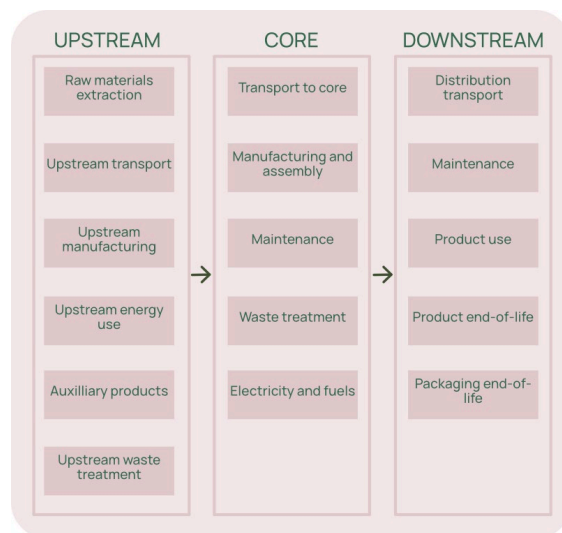 UPSTREAM
Raw materials
extraction
Upstream transport
Upstream
manufacturing
Upstream energy
use
Auxilliary products
Upstream waste
treatment
CORE
Transport to core
Manufacturing and
assembly
Maintenance
Waste treatment
Electricity and fuels
DOWNSTREAM
Distribution
transport
Maintenance
Product use
Product end-of-life
Packaging end-of-
life